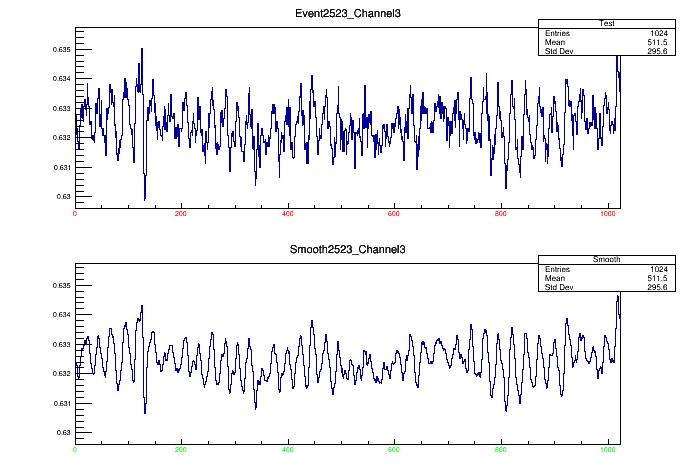 Event2523_Channel3
Test
Entries 1024
Mean 511.5
Std Dev 295.6
0.635
0.634
0.633
0.632
0.631
0.63
0 200 400 600 800 1000
Smooth2523_Channel3
Smooth
Entries 1024
Mean 511.5
Std Dev 295.6
0.635
0.634
0.633
0.632
0.631
0.63
0 200 400 600 800 1000